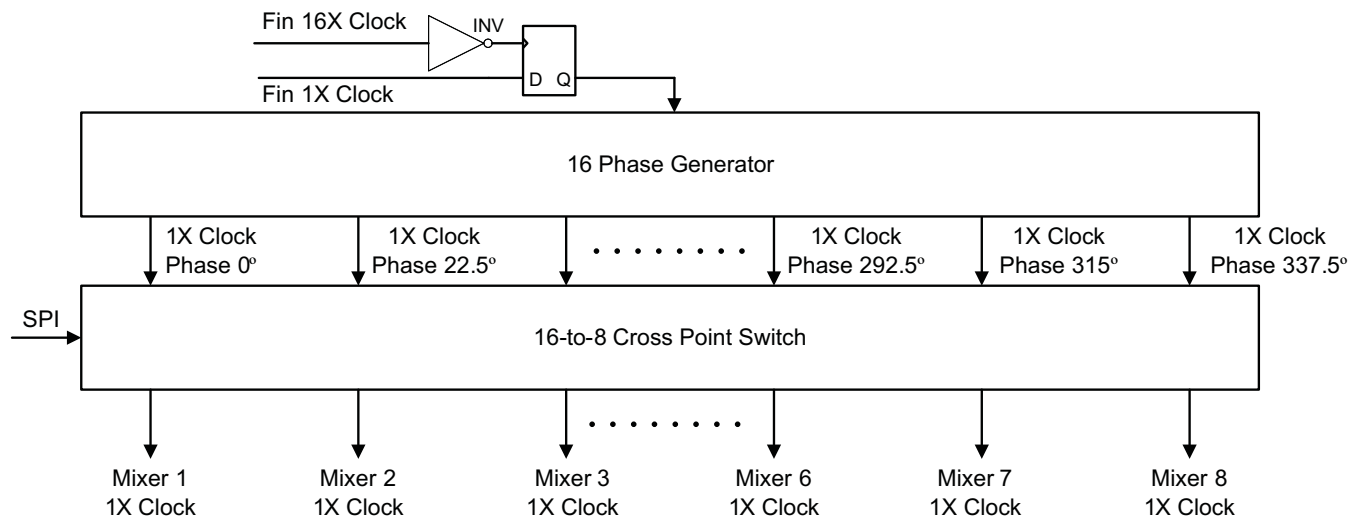 Fin 16X Clock
INV
D Q
Fin 1X Clock
16 Phase Generator
1X Clock
Phase 0º
1X Clock
Phase 22.5º
1X Clock
Phase 292.5º
1X Clock
Phase 315º
1X Clock
Phase 337.5º
SPI
16-to-8 Cross Point Switch
Mixer 1
1X Clock
Mixer 2
1X Clock
Mixer 3
1X Clock
Mixer 6
1X Clock
Mixer 7
1X Clock
Mixer 8
1X Clock